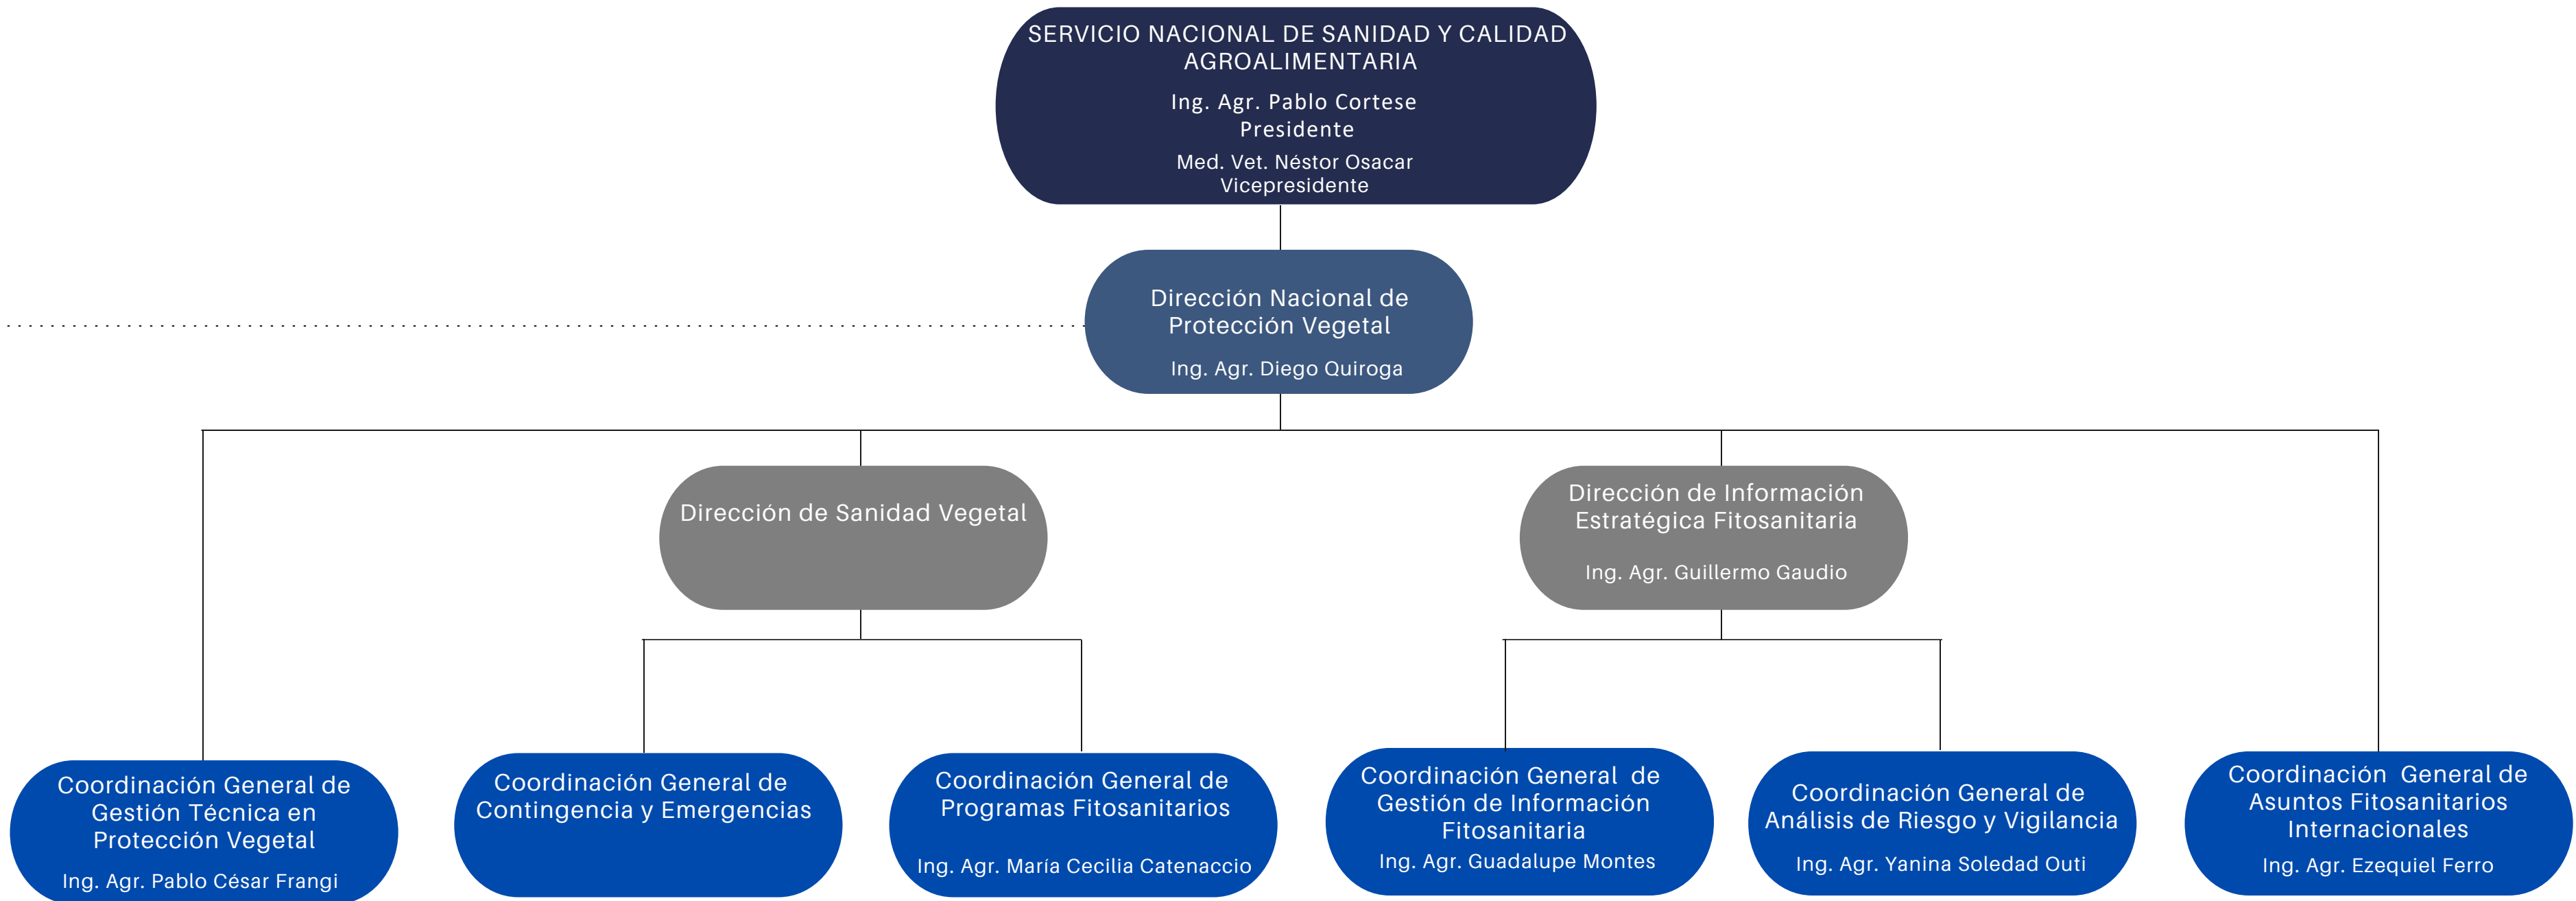 SERVICIO NACIONAL DE SANIDAD Y CALIDAD
AGROALIMENTARIA
Ing. Agr. Pablo Cortese
Presidente
Med. Vet. Néstor Osacar
Vicepresidente
Dirección Nacional de
Protección Vegetal
Ing. Agr. Diego Quiroga
Dirección de Sanidad Vegetal
Dirección de Información
Estratégica Fitosanitaria
Ing. Agr. Guillermo Gaudio
Coordinación General de
Gestión Técnica en
Protección Vegetal
Ing. Agr. Pablo César Frangi
Coordinación General de
Contingencia y Emergencias
Coordinación General de
Programas Fitosanitarios
Ing. Agr. María Cecilia Catenaccio
Coordinación General de
Gestión de Información
Fitosanitaria
Ing. Agr. Guadalupe Montes
Coordinación General de
Análisis de Riesgo y Vigilancia
Ing. Agr. Yanina Soledad Outi
Coordinación General de
Asuntos Fitosanitarios
Internacionales
Ing. Agr. Ezequiel Ferro